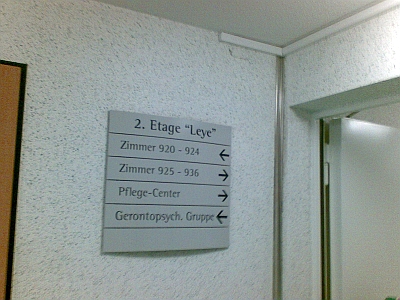 2. Etage "Leye"
Zimmer 920 - 924 ←
Zimmer 925 - 936 →
Pflege-Center →
Gerontopsych. Gruppe ←